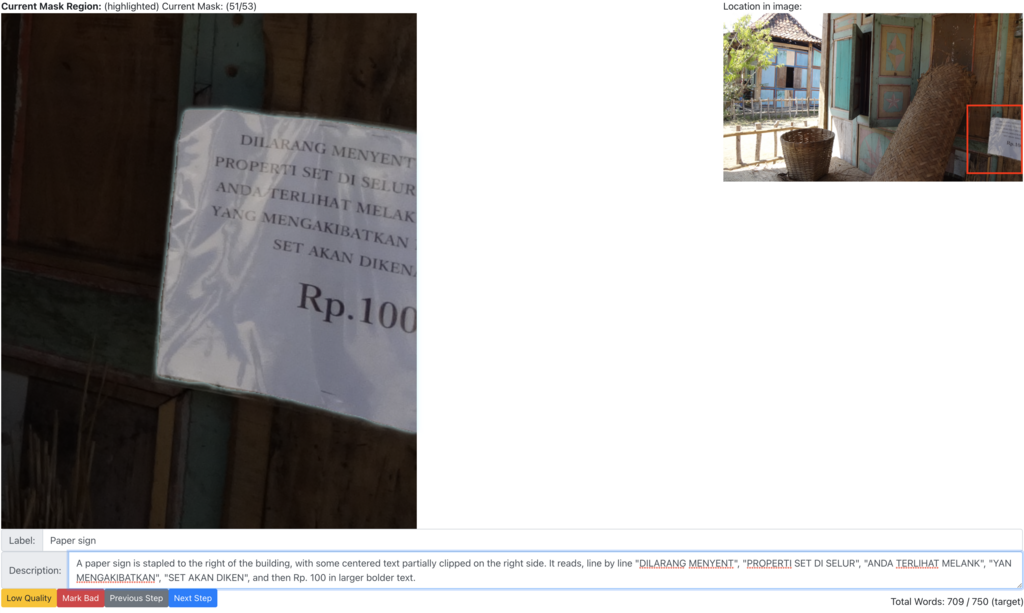 Current Mask Region: (highlighted) Current Mask: (51/53)
Location in image:
DILARANG MENYENT
PROPERTI SET DI SELUR
ANDA TERLIHAT MELAK
YANG MENGAKIBATKAN
SET AKAN DIKENA
Rp.100
Label: Paper sign
Description: A paper sign is stapled to the right of the building, with some centered text partially clipped on the right side. It reads, line by line "DILARANG MENYENT", "PROPERTI SET DI SELUR", "ANDA TERLIHAT MELANK", "YAN
MENGAKIBATKAN", "SET AKAN DIKEN", and then Rp. 100 in larger bolder text.
Low Quality Mark Bad Previous Step Next Step
Total Words: 709 / 750 (target)